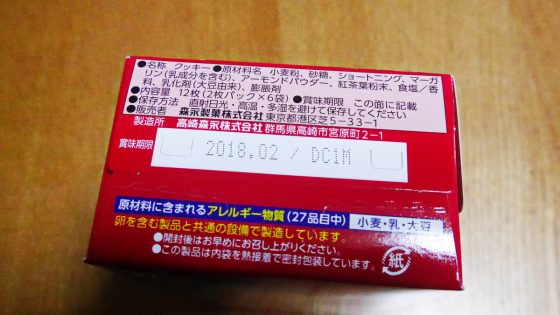 ●名称 クッキー●原材料名 小麦粉、砂糖、ショートニング、マーガ
リン(乳成分を含む)、アーモンドパウダー、紅茶葉粉末、食塩／香
料、乳化剤(大豆由来)、膨脹剤
●内容量 12枚(2枚パック×6袋)●賞味期限 この面に記載
●保存方法 直射日光・高温・多湿を避けて保存してください
●販売者 森永製菓株式会社 東京都港区芝5-33-1
製造所 高崎森永株式会社 群馬県高崎市宮原町2-1
賞味期限 2018.02 / DC1M
原材料に含まれるアレルギー物質(27品目中) 小麦・乳・大豆
卵を含む製品と共通の設備で製造しています。
●開封後はお早めにお召し上がりください。
●この製品は内袋を熱接着で密封包装しています。
紙